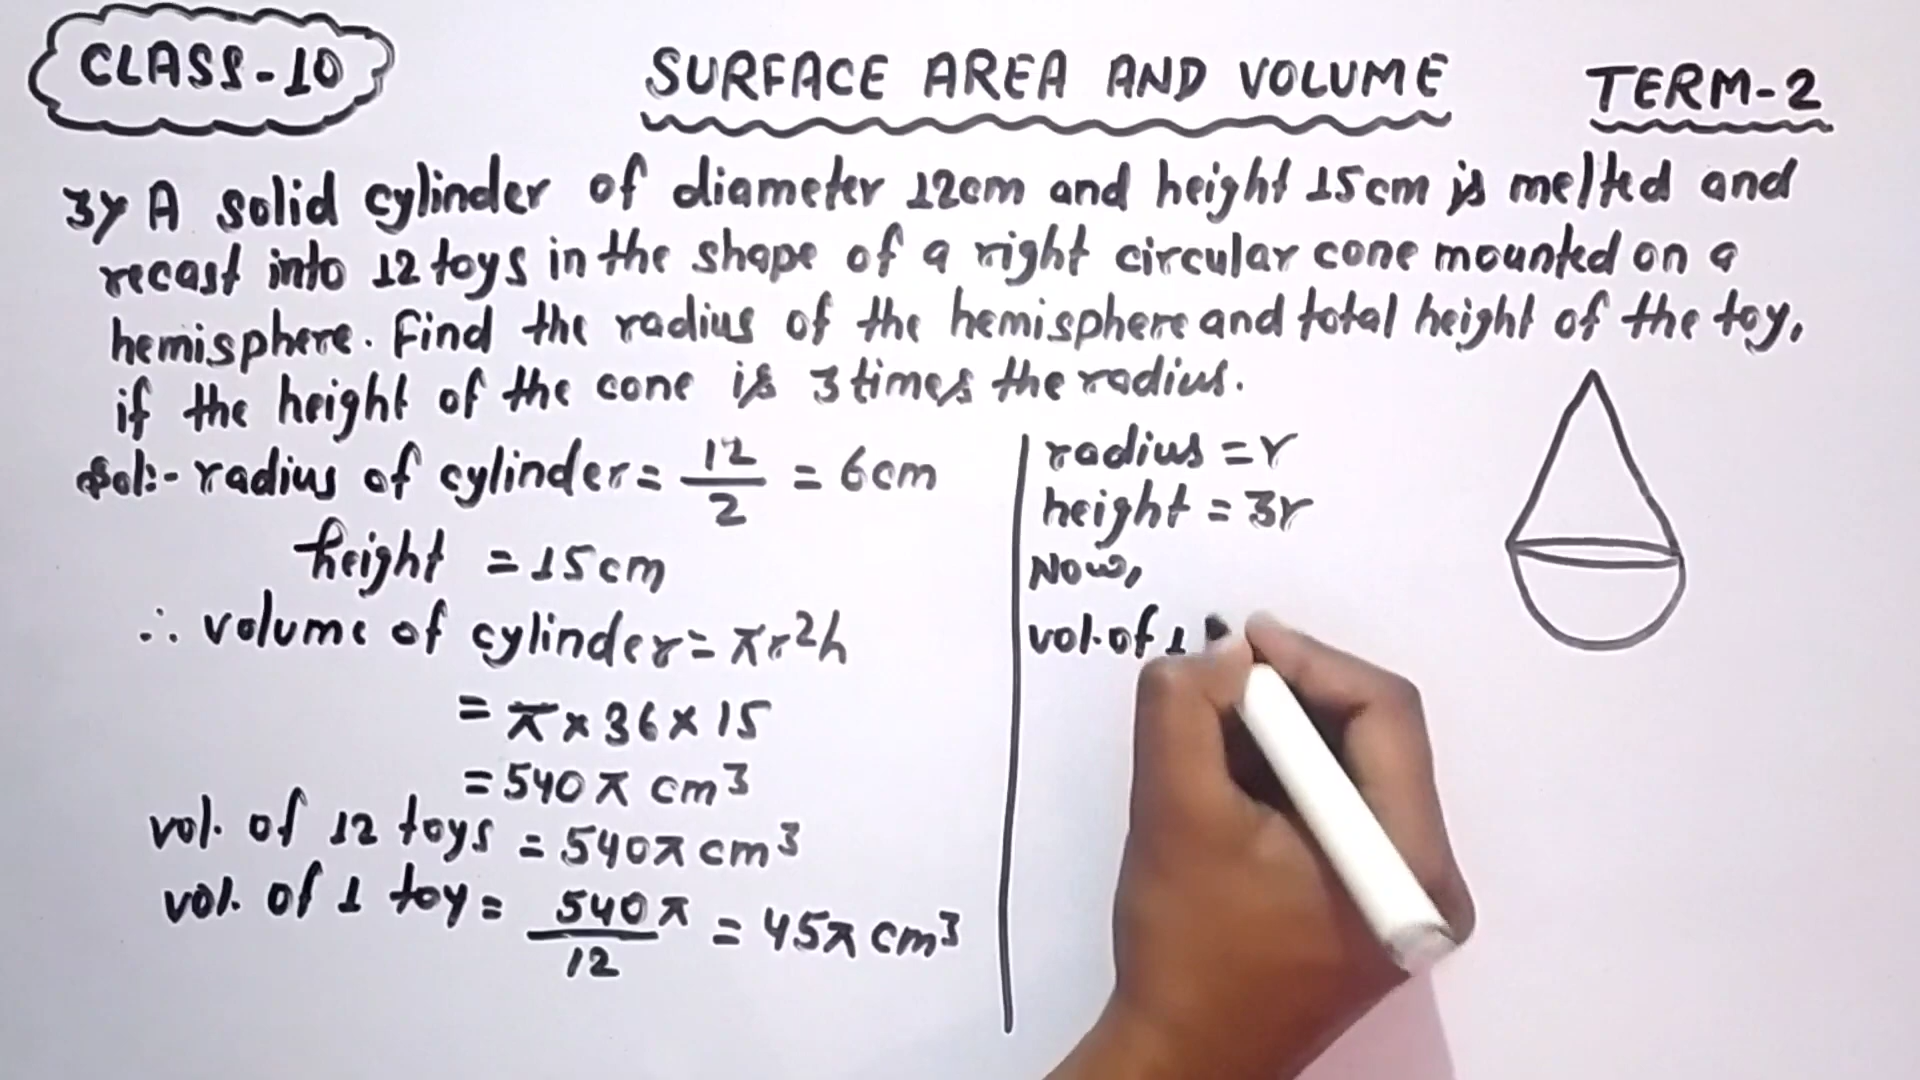 CLASS-10
SURFACE AREA AND VOLUME
TERM-2
3) A solid cylinder of diameter 12cm and height 15cm is melted and
recast into 12 toys in the shape of a right circular cone mounted on a
hemisphere. Find the radius of the hemisphere and total height of the toy,
if the height of the cone is 3 times the radius.
Sol:- radius of cylinder = 12/2 = 6cm
height = 15cm
∴ volume of cylinder = πr²h
= π × 36 × 15
= 540π cm³
vol. of 12 toys = 540π cm³
vol. of 1 toy = 540π/12 = 45π cm³
radius = r
height = 3r
Now,
vol. of 1